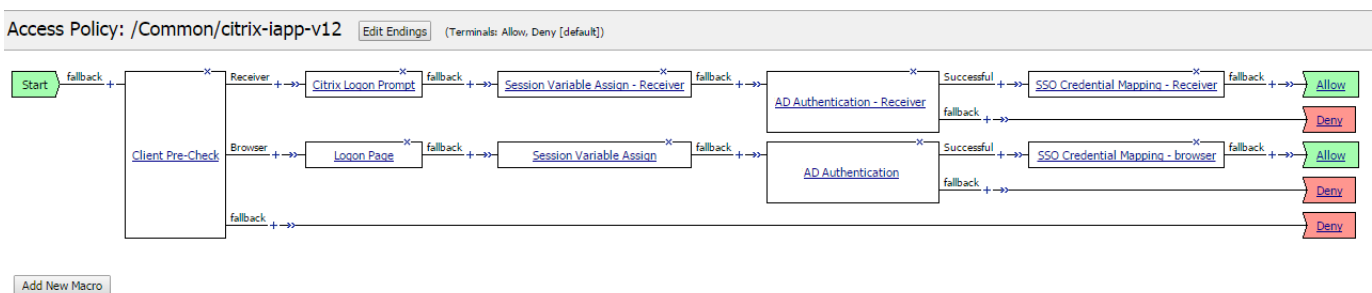 Access Policy: /Common/citrix-iapp-v12 Edit Endings (Terminals: Allow, Deny [default])
Start fallback + Receiver + Citrix Logon Prompt fallback + Session Variable Assign - Receiver fallback + AD Authentication - Receiver Successful + SSO Credential Mapping - Receiver fallback + Allow
fallback + Deny
Client Pre-Check Browser + Logon Page fallback + Session Variable Assign fallback + AD Authentication Successful + SSO Credential Mapping - browser fallback + Allow
fallback + Deny
fallback + Deny
Add New Macro